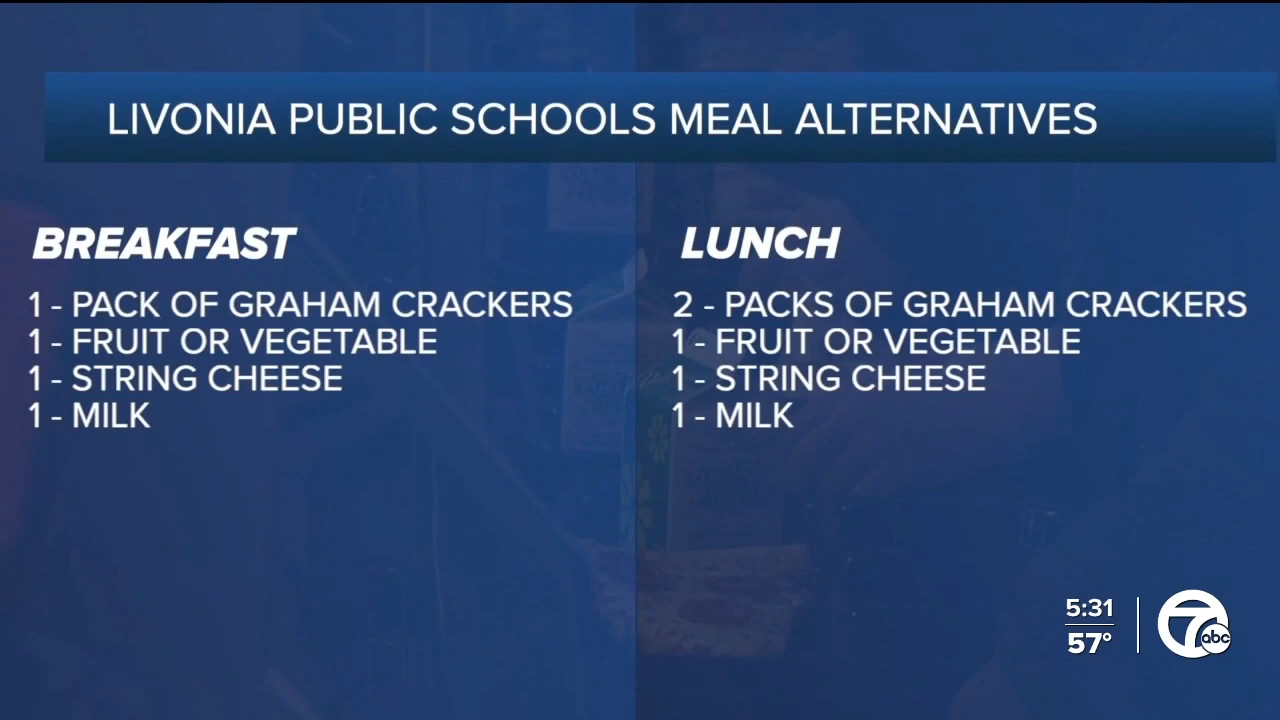 LIVONIA PUBLIC SCHOOLS MEAL ALTERNATIVES
BREAKFAST
1 - PACK OF GRAHAM CRACKERS
1 - FRUIT OR VEGETABLE
1 - STRING CHEESE
1 - MILK
LUNCH
2 - PACKS OF GRAHAM CRACKERS
1 - FRUIT OR VEGETABLE
1 - STRING CHEESE
1 - MILK
5:31
57°
7 abc